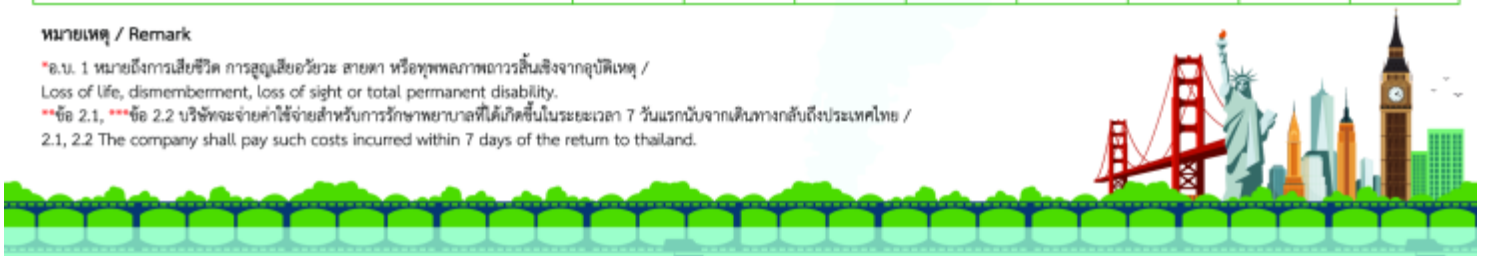 หมายเหตุ / Remark
*อ.บ. 1 หมายถึงการเสียชีวิต การสูญเสียอวัยวะ สายตา หรือทุพพลภาพถาวรสิ้นเชิงจากอุบัติเหตุ /
Loss of life, dismemberment, loss of sight or total permanent disability.
**ข้อ 2.1, ***ข้อ 2.2 บริษัทจะจ่ายค่าใช้จ่ายสำหรับการรักษาพยาบาลที่ได้เกิดขึ้นในระยะเวลา 7 วันแรกนับจากเดินทางกลับถึงประเทศไทย /
2.1, 2.2 The company shall pay such costs incurred within 7 days of the return to thailand.